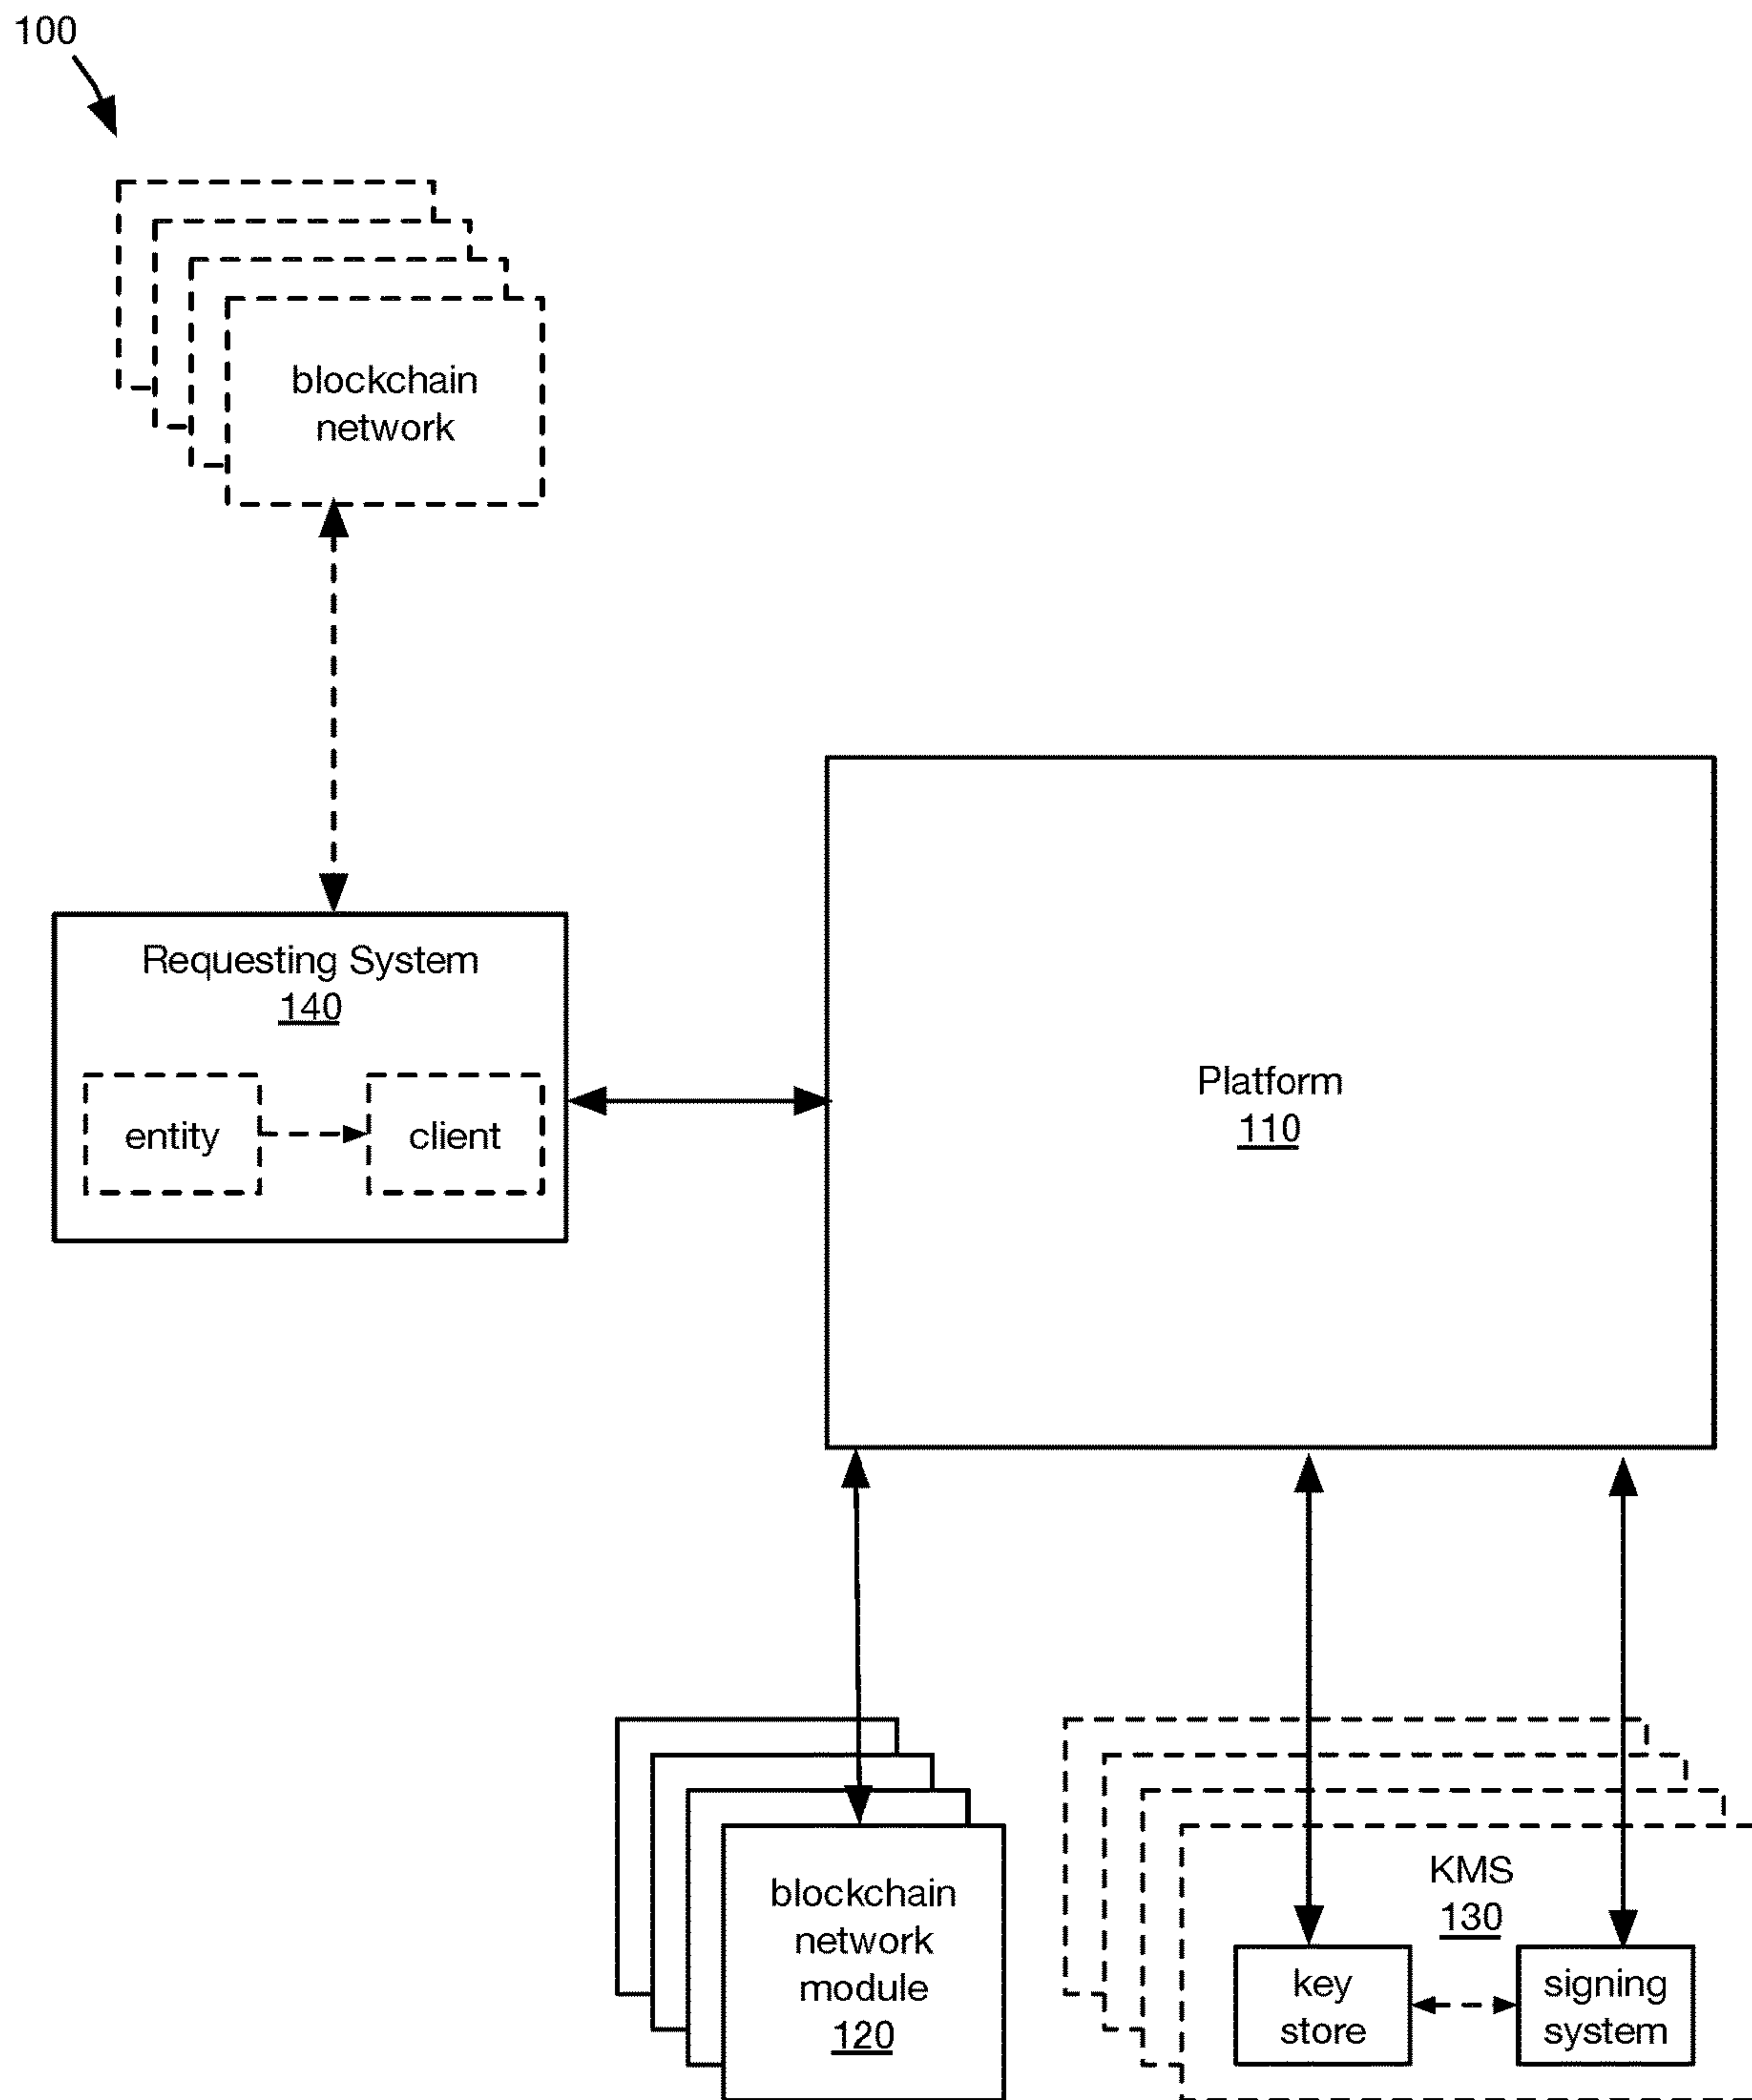 100
blockchain
network
Requesting System
140
entity
client
Platform
110
blockchain
network
module
120
KMS
130
key
store
signing
system